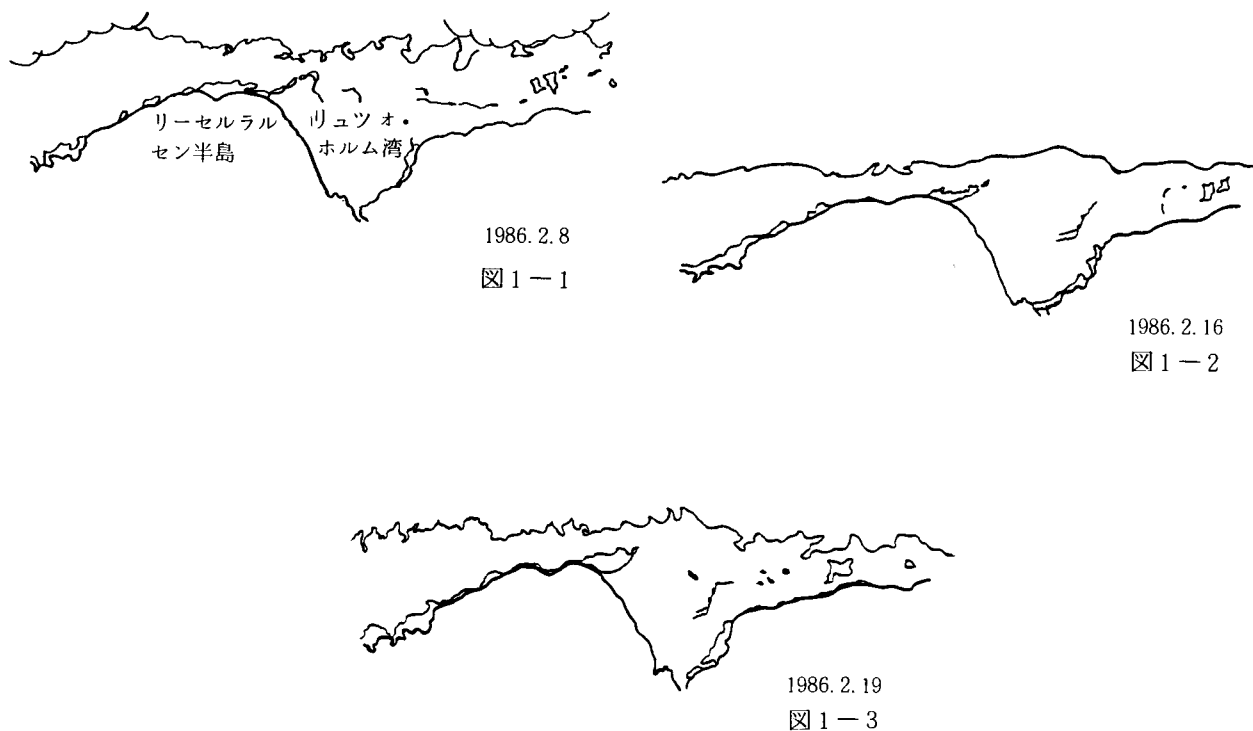 リーセルラル
セン半島
リュツォ・
ホルム湾
1986.2.8
図1－1
1986.2.16
図1－2
1986.2.19
図1－3